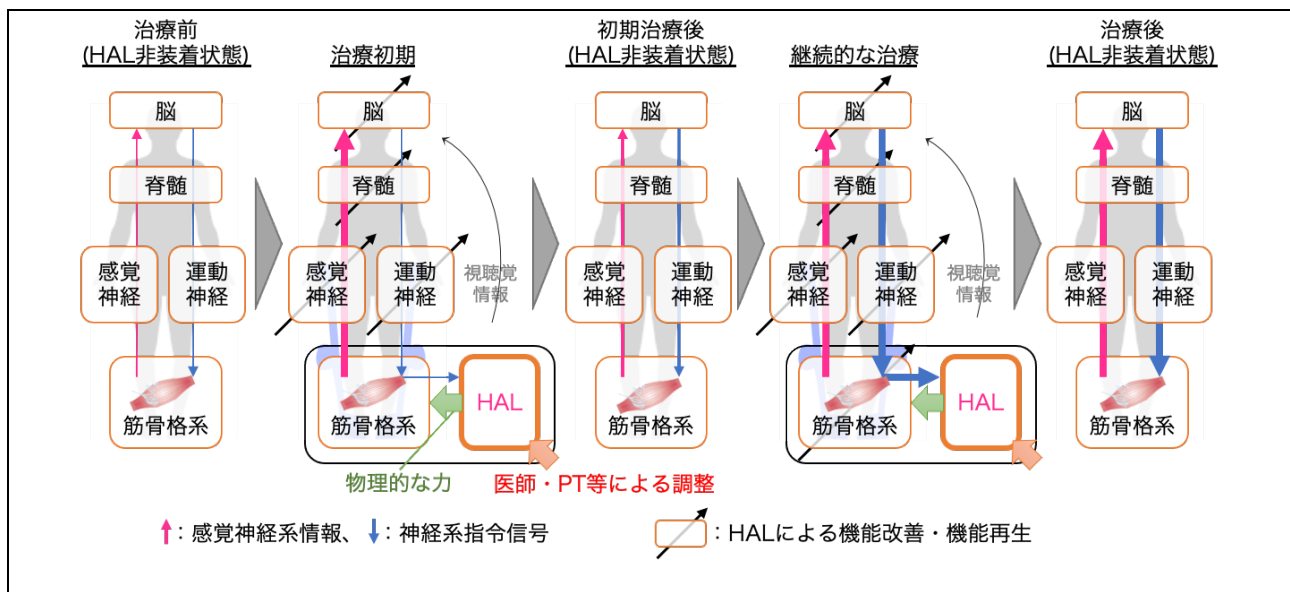 治療前
(HAL非装着状態)
脳
脊髄
感覚
神経
運動
神経
筋骨格系
治療初期
脳
脊髄
感覚
神経
運動
神経
視聴覚
情報
筋骨格系
HAL
物理的な力
医師・PT等による調整
初期治療後
(HAL非装着状態)
脳
脊髄
感覚
神経
運動
神経
筋骨格系
継続的な治療
脳
脊髄
感覚
神経
運動
神経
視聴覚
情報
筋骨格系
HAL
治療後
(HAL非装着状態)
脳
脊髄
感覚
神経
運動
神経
筋骨格系
：感覚神経系情報、 ：神経系指令信号
：HALによる機能改善・機能再生